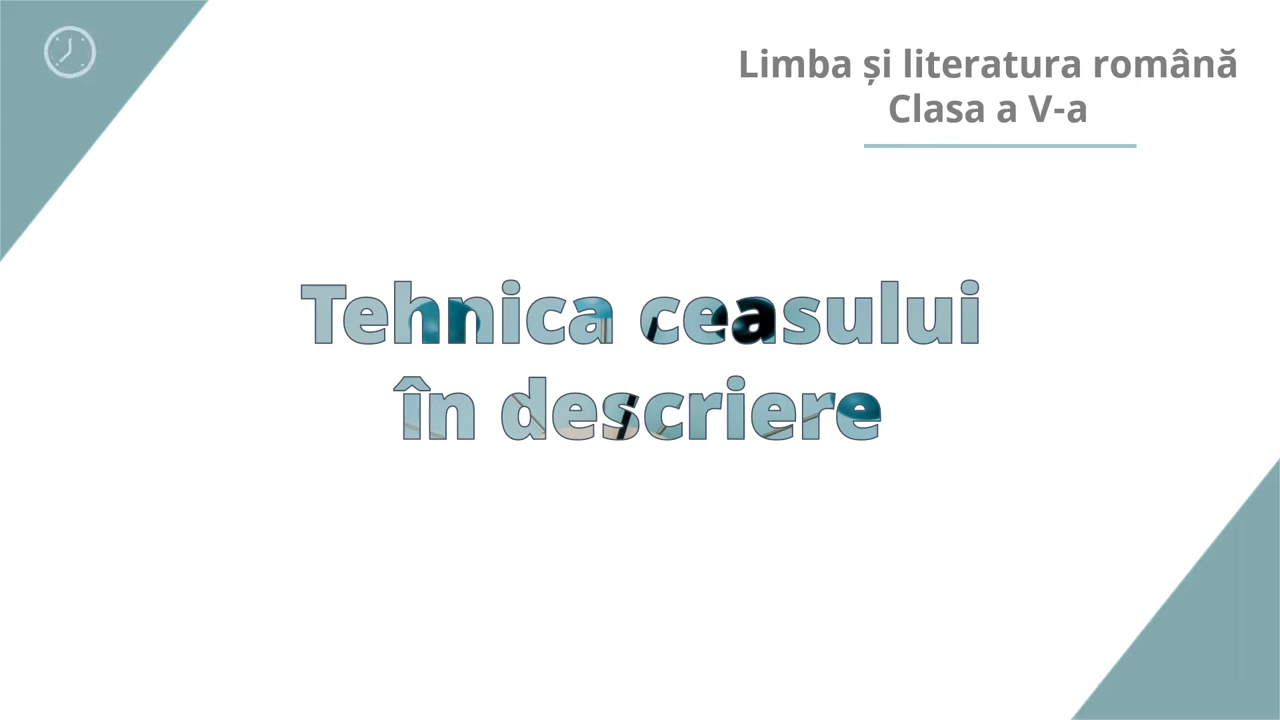 Limba și literatura română
Clasa a V-a
Tehnica ceasului
în descriere